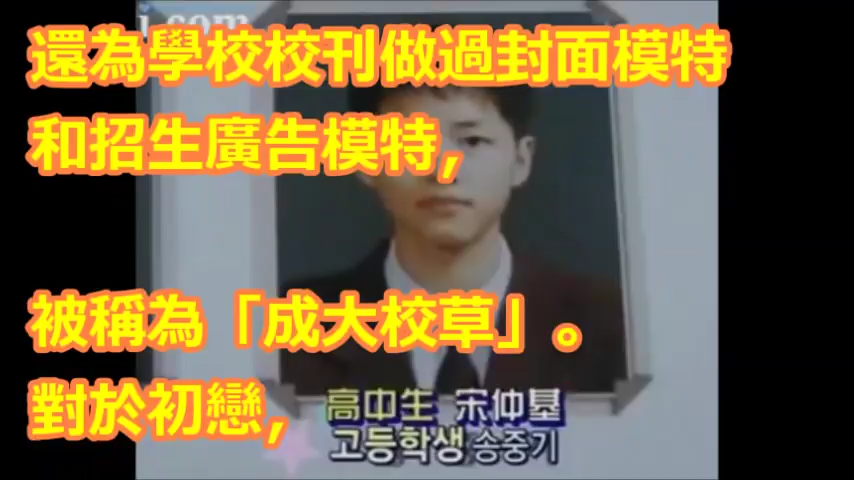 .com
還為學校校刊做過封面模特
和招生廣告模特，
被稱為「成大校草」。
對於初戀，
高中生 宋仲基
고등학생 송중기